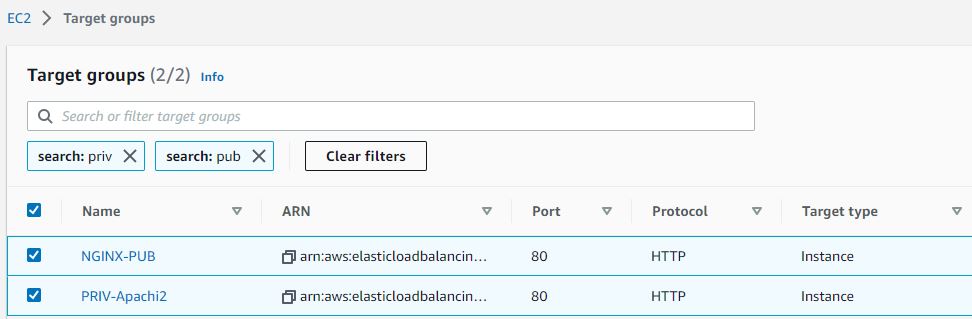 EC2 > Target groups
Target groups (2/2) Info
Search or filter target groups
search: priv search: pub Clear filters
Name ARN Port Protocol Target type
NGINX-PUB arn:aws:elasticloadbalancin... 80 HTTP Instance
PRIV-Apachi2 arn:aws:elasticloadbalancin... 80 HTTP Instance